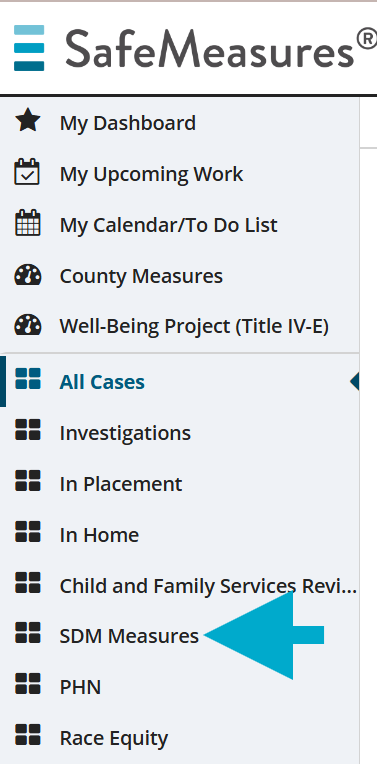 SafeMeasures®
My Dashboard
My Upcoming Work
My Calendar/To Do List
County Measures
Well-Being Project (Title IV-E)
All Cases
Investigations
In Placement
In Home
Child and Family Services Revi...
SDM Measures
PHN
Race Equity